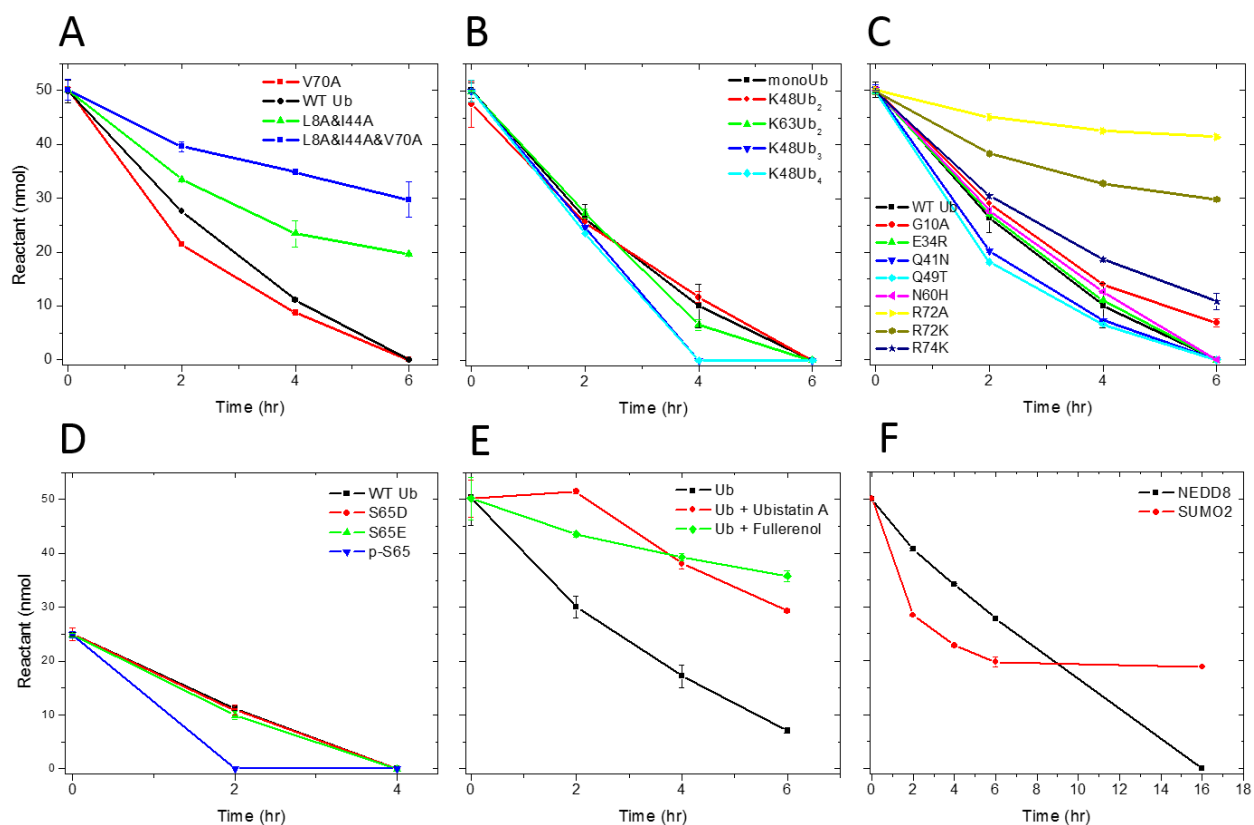 A
B
C
V70A
WT Ub
L8A&I44A
L8A&I44A&V70A
monoUb
K48Ub2
K63Ub2
K48Ub3
K48Ub4
WT Ub
G10A
E34R
Q41N
Q49T
N60H
R72A
R72K
R74K
Reactant (nmol)
50
40
30
20
10
0
0 2 4 6
0 2 4 6
0 2 4 6
Time (hr)
Time (hr)
Time (hr)
D
E
F
WT Ub
S65D
S65E
p-S65
Ub
Ub + Ubistatin A
Ub + Fullerenol
NEDD8
SUMO2
Reactant (nmol)
50
40
30
20
10
0
0 2 4
0 2 4 6
0 2 4 6 8 10 12 14 16 18
Time (hr)
Time (hr)
Time (hr)